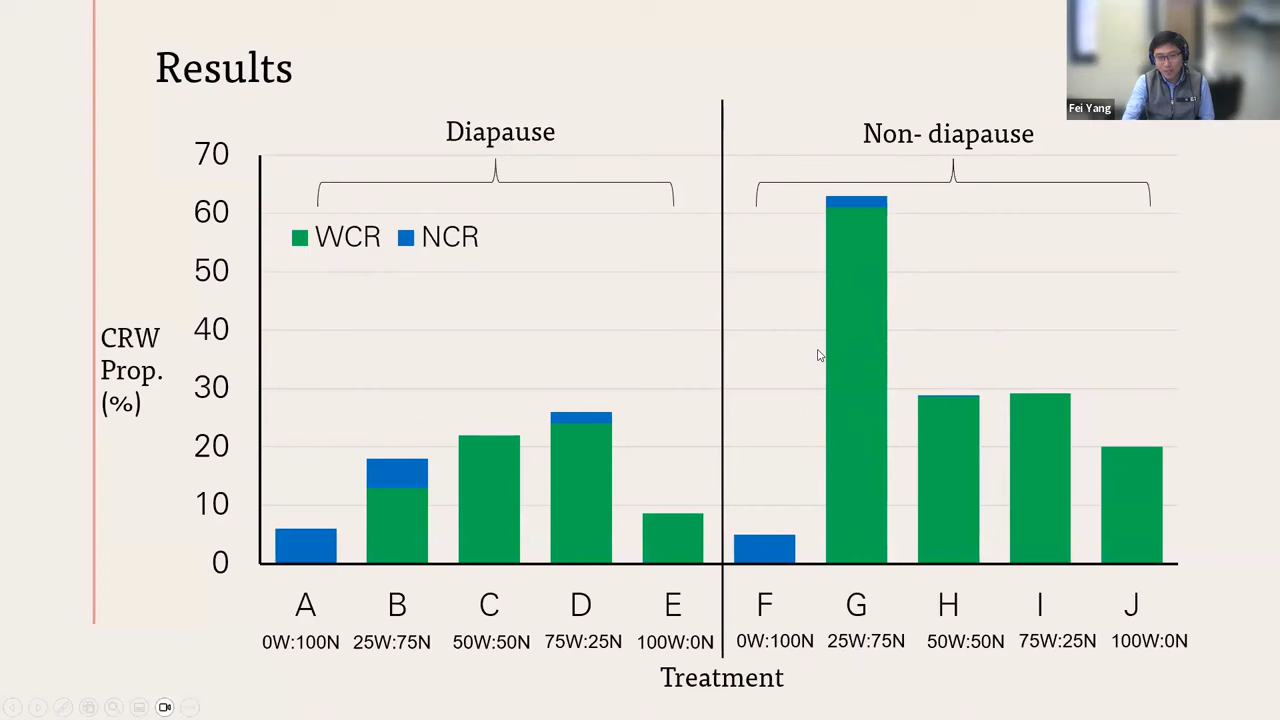 Results
Fei Yang
Diapause
Non- diapause
70
60
50
40
30
20
10
0
WCR NCR
CRW
Prop.
(%)
A B C D E F G H I J
0W:100N 25W:75N 50W:50N 75W:25N 100W:0N 0W:100N 25W:75N 50W:50N 75W:25N 100W:0N
Treatment